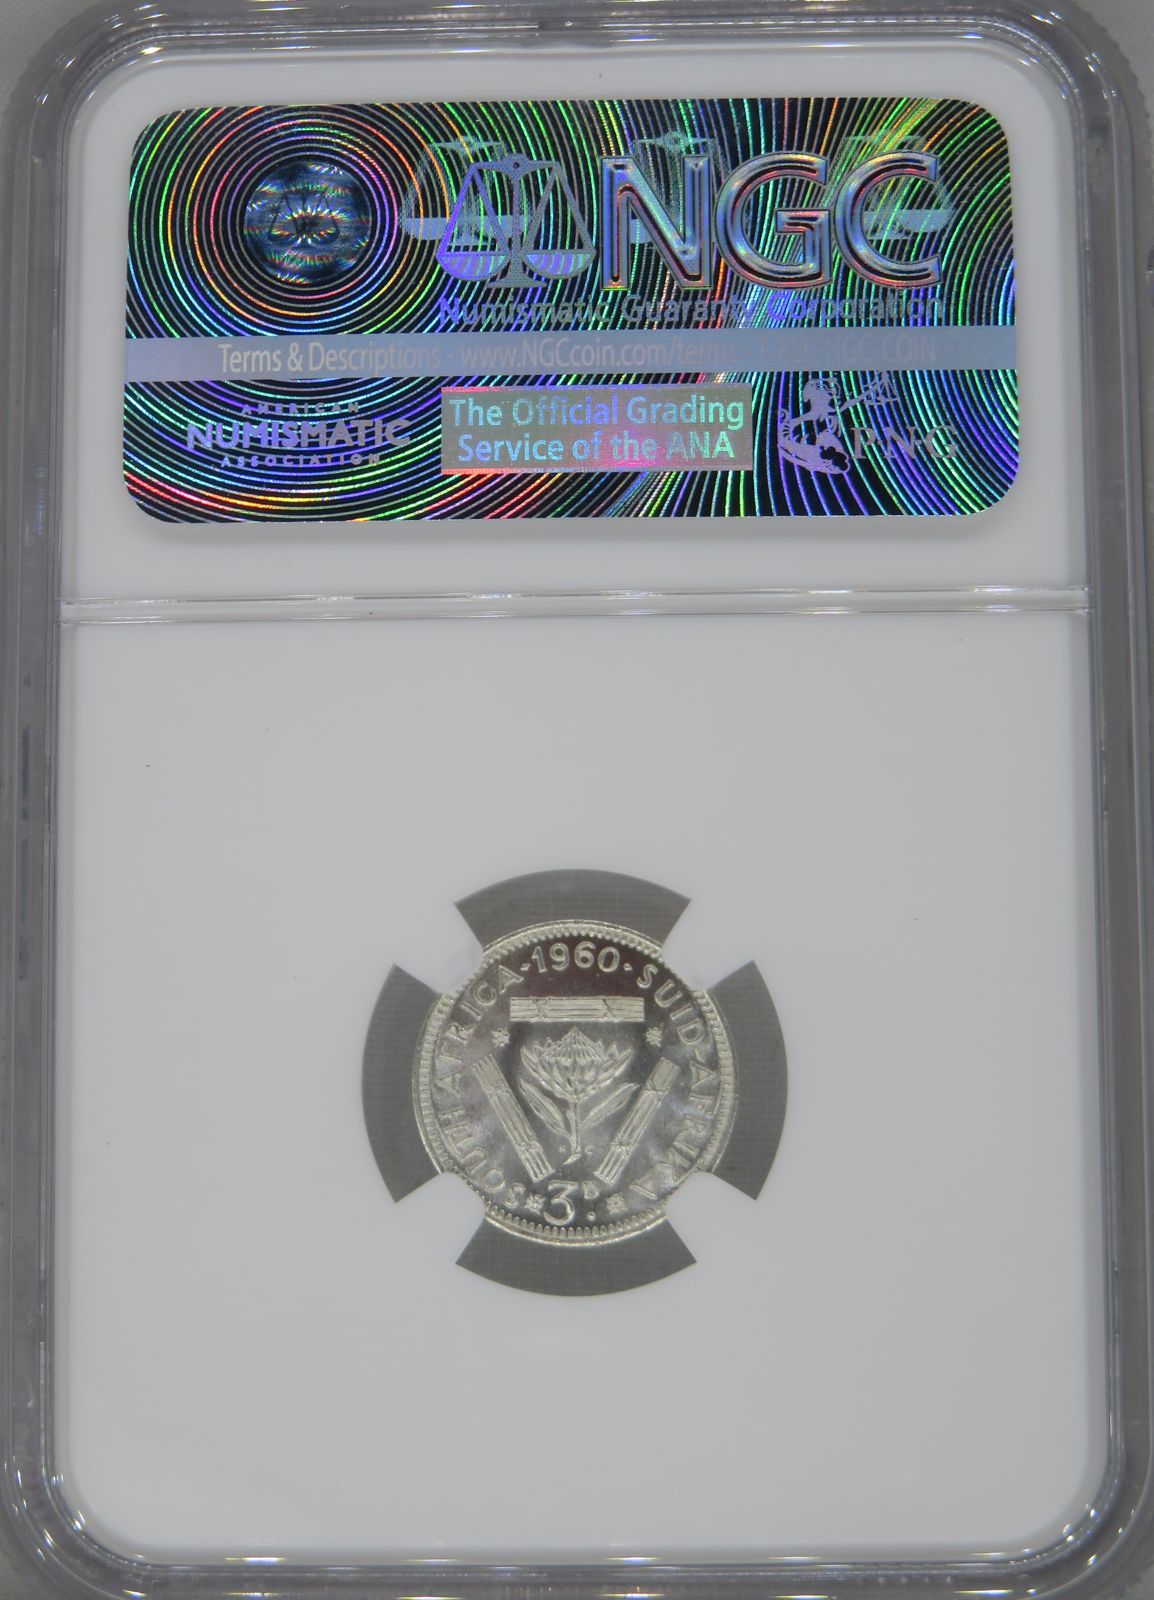 NGC
Numismatic Guaranty Corporation
Terms & Descriptions - www.NGCcoin.com/terms
AMERICAN
NUMISMATIC
ASSOCIATION
The Official Grading
Service of the ANA
PNG
SOUTH AFRICA · 1960 · SUID-AFRIKA
K G
3D.